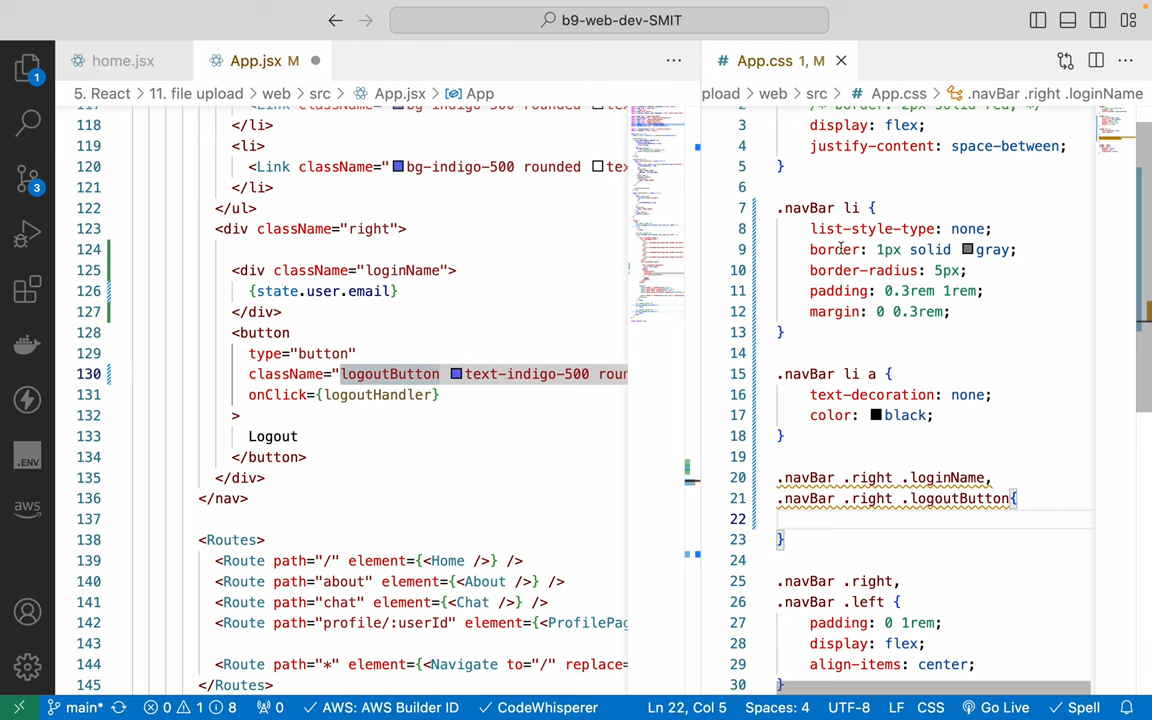 b9-web-dev-SMIT
home.jsx
App.jsx M
App.css 1, M
5. React > 11. file upload > web > src > App.jsx > App
pload > web > src > # App.css > .navBar .right .loginName
118 </li>
119 <li>
120 <Link className="bg-indigo-500 rounded
121 </li>
122 </ul>
123 <div className="right">
124
125 <div className="loginName">
126 {state.user.email}
127 </div>
128 <button
129 type="button"
130 className="logoutButton text-indigo-500 roun
131 onClick={logoutHandler}
132 >
133 Logout
134 </button>
135 </div>
136 </nav>
137
138 <Routes>
139 <Route path="/" element={<Home />} />
140 <Route path="about" element={<About />} />
141 <Route path="chat" element={<Chat />} />
142 <Route path="profile/:userId" element={<ProfilePag
143
144 <Route path="*" element={<Navigate to="/" replace=
145 </Routes>
3 display: flex;
4 justify-content: space-between;
5 }
6
7 .navBar li {
8 list-style-type: none;
9 border: 1px solid gray;
10 border-radius: 5px;
11 padding: 0.3rem 1rem;
12 margin: 0 0.3rem;
13 }
14
15 .navBar li a {
16 text-decoration: none;
17 color: black;
18 }
19
20 .navBar .right .loginName,
21 .navBar .right .logoutButton{
22
23 }
24
25 .navBar .right,
26 .navBar .left {
27 padding: 0 1rem;
28 display: flex;
29 align-items: center;
30 }
1
3
.ENV
aws
main* 0 1 8 0 AWS: AWS Builder ID CodeWhisperer Ln 22, Col 5 Spaces: 4 UTF-8 LF CSS Go Live Spell